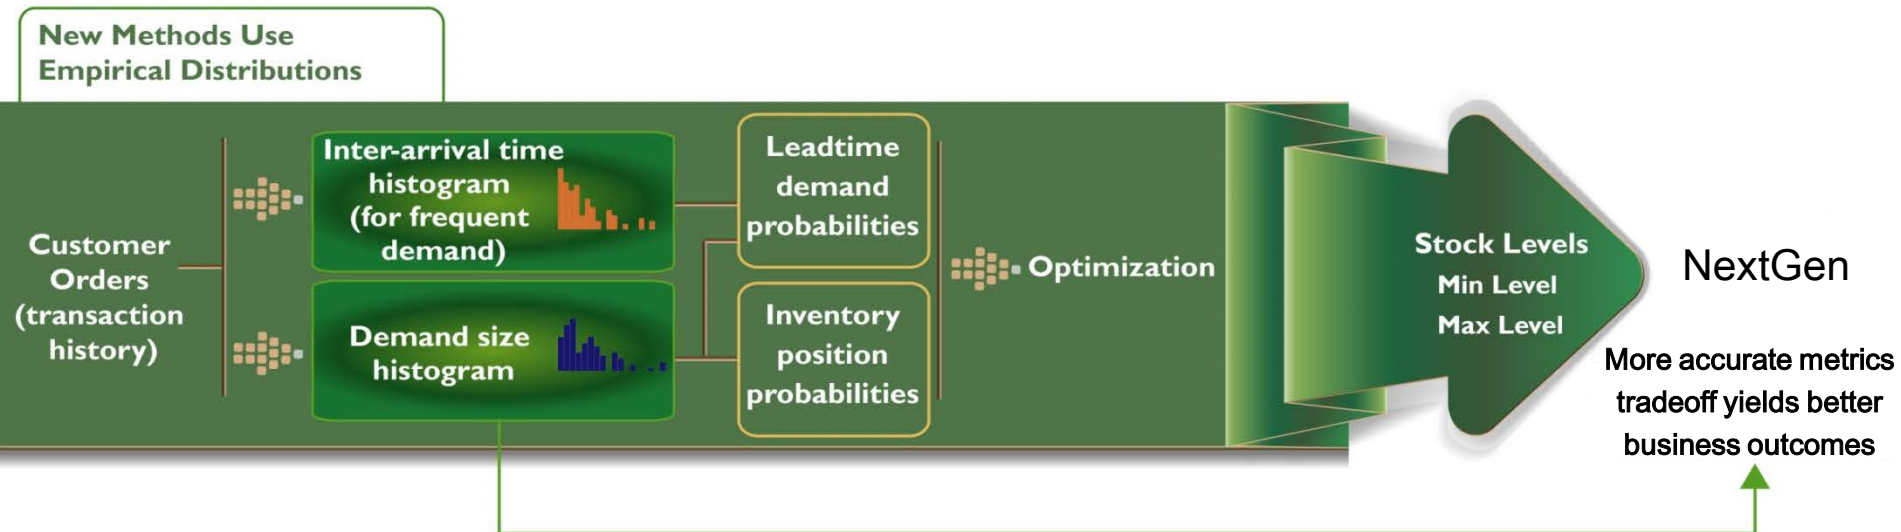 New Methods Use
Empirical Distributions
Customer
Orders
(transaction
history)
Inter-arrival time
histogram
(for frequent
demand)
Demand size
histogram
Leadtime
demand
probabilities
Inventory
position
probabilities
Optimization
Stock Levels
Min Level
Max Level
NextGen
More accurate metrics
tradeoff yields better
business outcomes